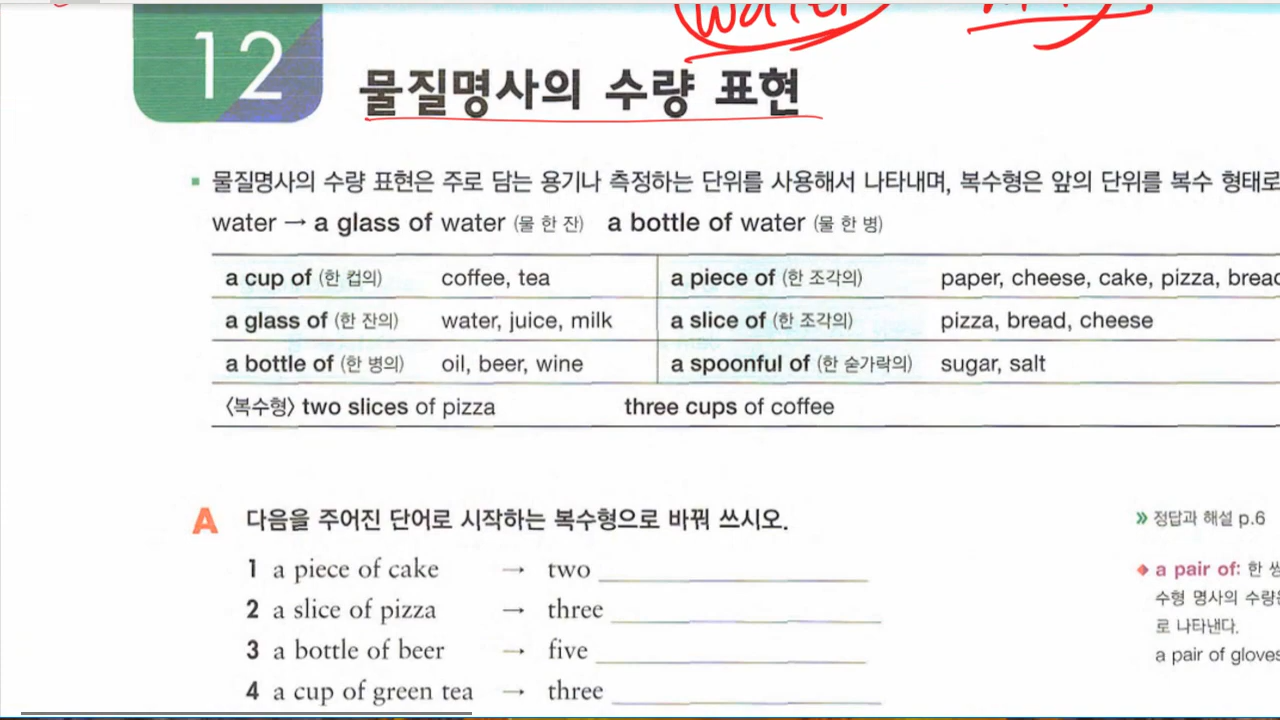 water
12
물질명사의 수량 표현
물질명사의 수량 표현은 주로 담는 용기나 측정하는 단위를 사용해서 나타내며, 복수형은 앞의 단위를 복수 형태로
water → a glass of water (물 한 잔) a bottle of water (물 한 병)
a cup of (한 컵의) coffee, tea a piece of (한 조각의) paper, cheese, cake, pizza, bread
a glass of (한 잔의) water, juice, milk a slice of (한 조각의) pizza, bread, cheese
a bottle of (한 병의) oil, beer, wine a spoonful of (한 숟가락의) sugar, salt
〈복수형〉 two slices of pizza three cups of coffee
A 다음을 주어진 단어로 시작하는 복수형으로 바꿔 쓰시오.
» 정답과 해설 p.6
1 a piece of cake → two
2 a slice of pizza → three
3 a bottle of beer → five
4 a cup of green tea → three
◆ a pair of: 한 쌍
수형 명사의 수량을
로 나타낸다.
a pair of gloves